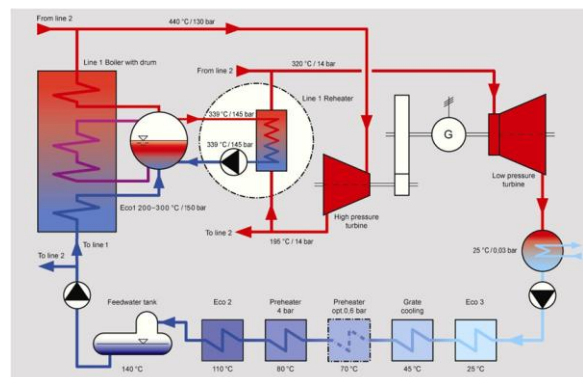 From line 2
440 °C/130 bar
Line 1 Boiler with drum
From line 2
320 °C/14 bar
Line 1 Reheater
339 °C/145 bar
339 °C/145 bar
G
Low pressure
turbine
High pressure
turbine
Eco1 200–300 °C/150 bar
To line 2
195 °C/14 bar
25 °C/0,03 bar
To line 1
To line 2
Feedwater tank
Eco 2
Preheater
4 bar
Preheater
opt.0.6 bar
Grate
cooling
Eco 3
140 °C
110 °C
80 °C
70 °C
45 °C
25 °C